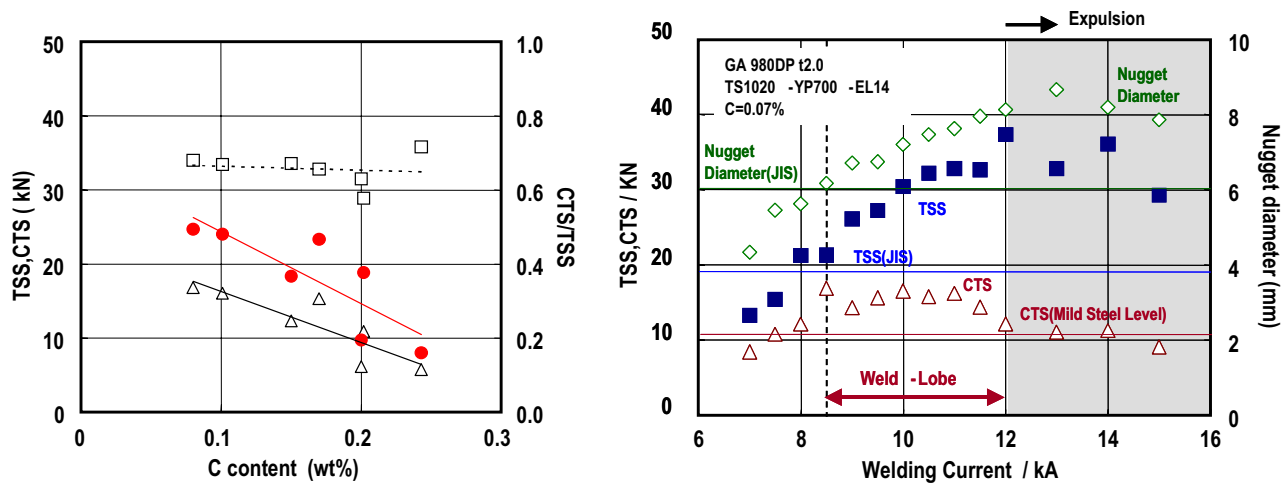 50
40
30
20
10
0
TSS,CTS ( kN)
1.0
0.8
0.6
0.4
0.2
0.0
CTS/TSS
0
0.1
0.2
0.3
C content (wt%)
Expulsion
50
40
30
20
10
0
TSS,CTS / KN
10
8
6
4
2
0
Nugget diameter (mm)
GA 980DP t2.0
TS1020 -YP700 -EL14
C=0.07%
Nugget
Diameter
Nugget
Diameter(JIS)
TSS
TSS(JIS)
CTS
CTS(Mild Steel Level)
Weld -Lobe
6
8
10
12
14
16
Welding Current / kA